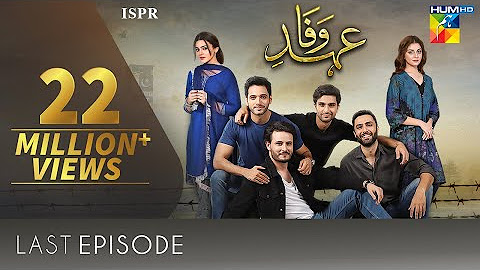 ISPR
HUM HD
عہدِ وفا
22
MILLION+
VIEWS
LAST EPISODE